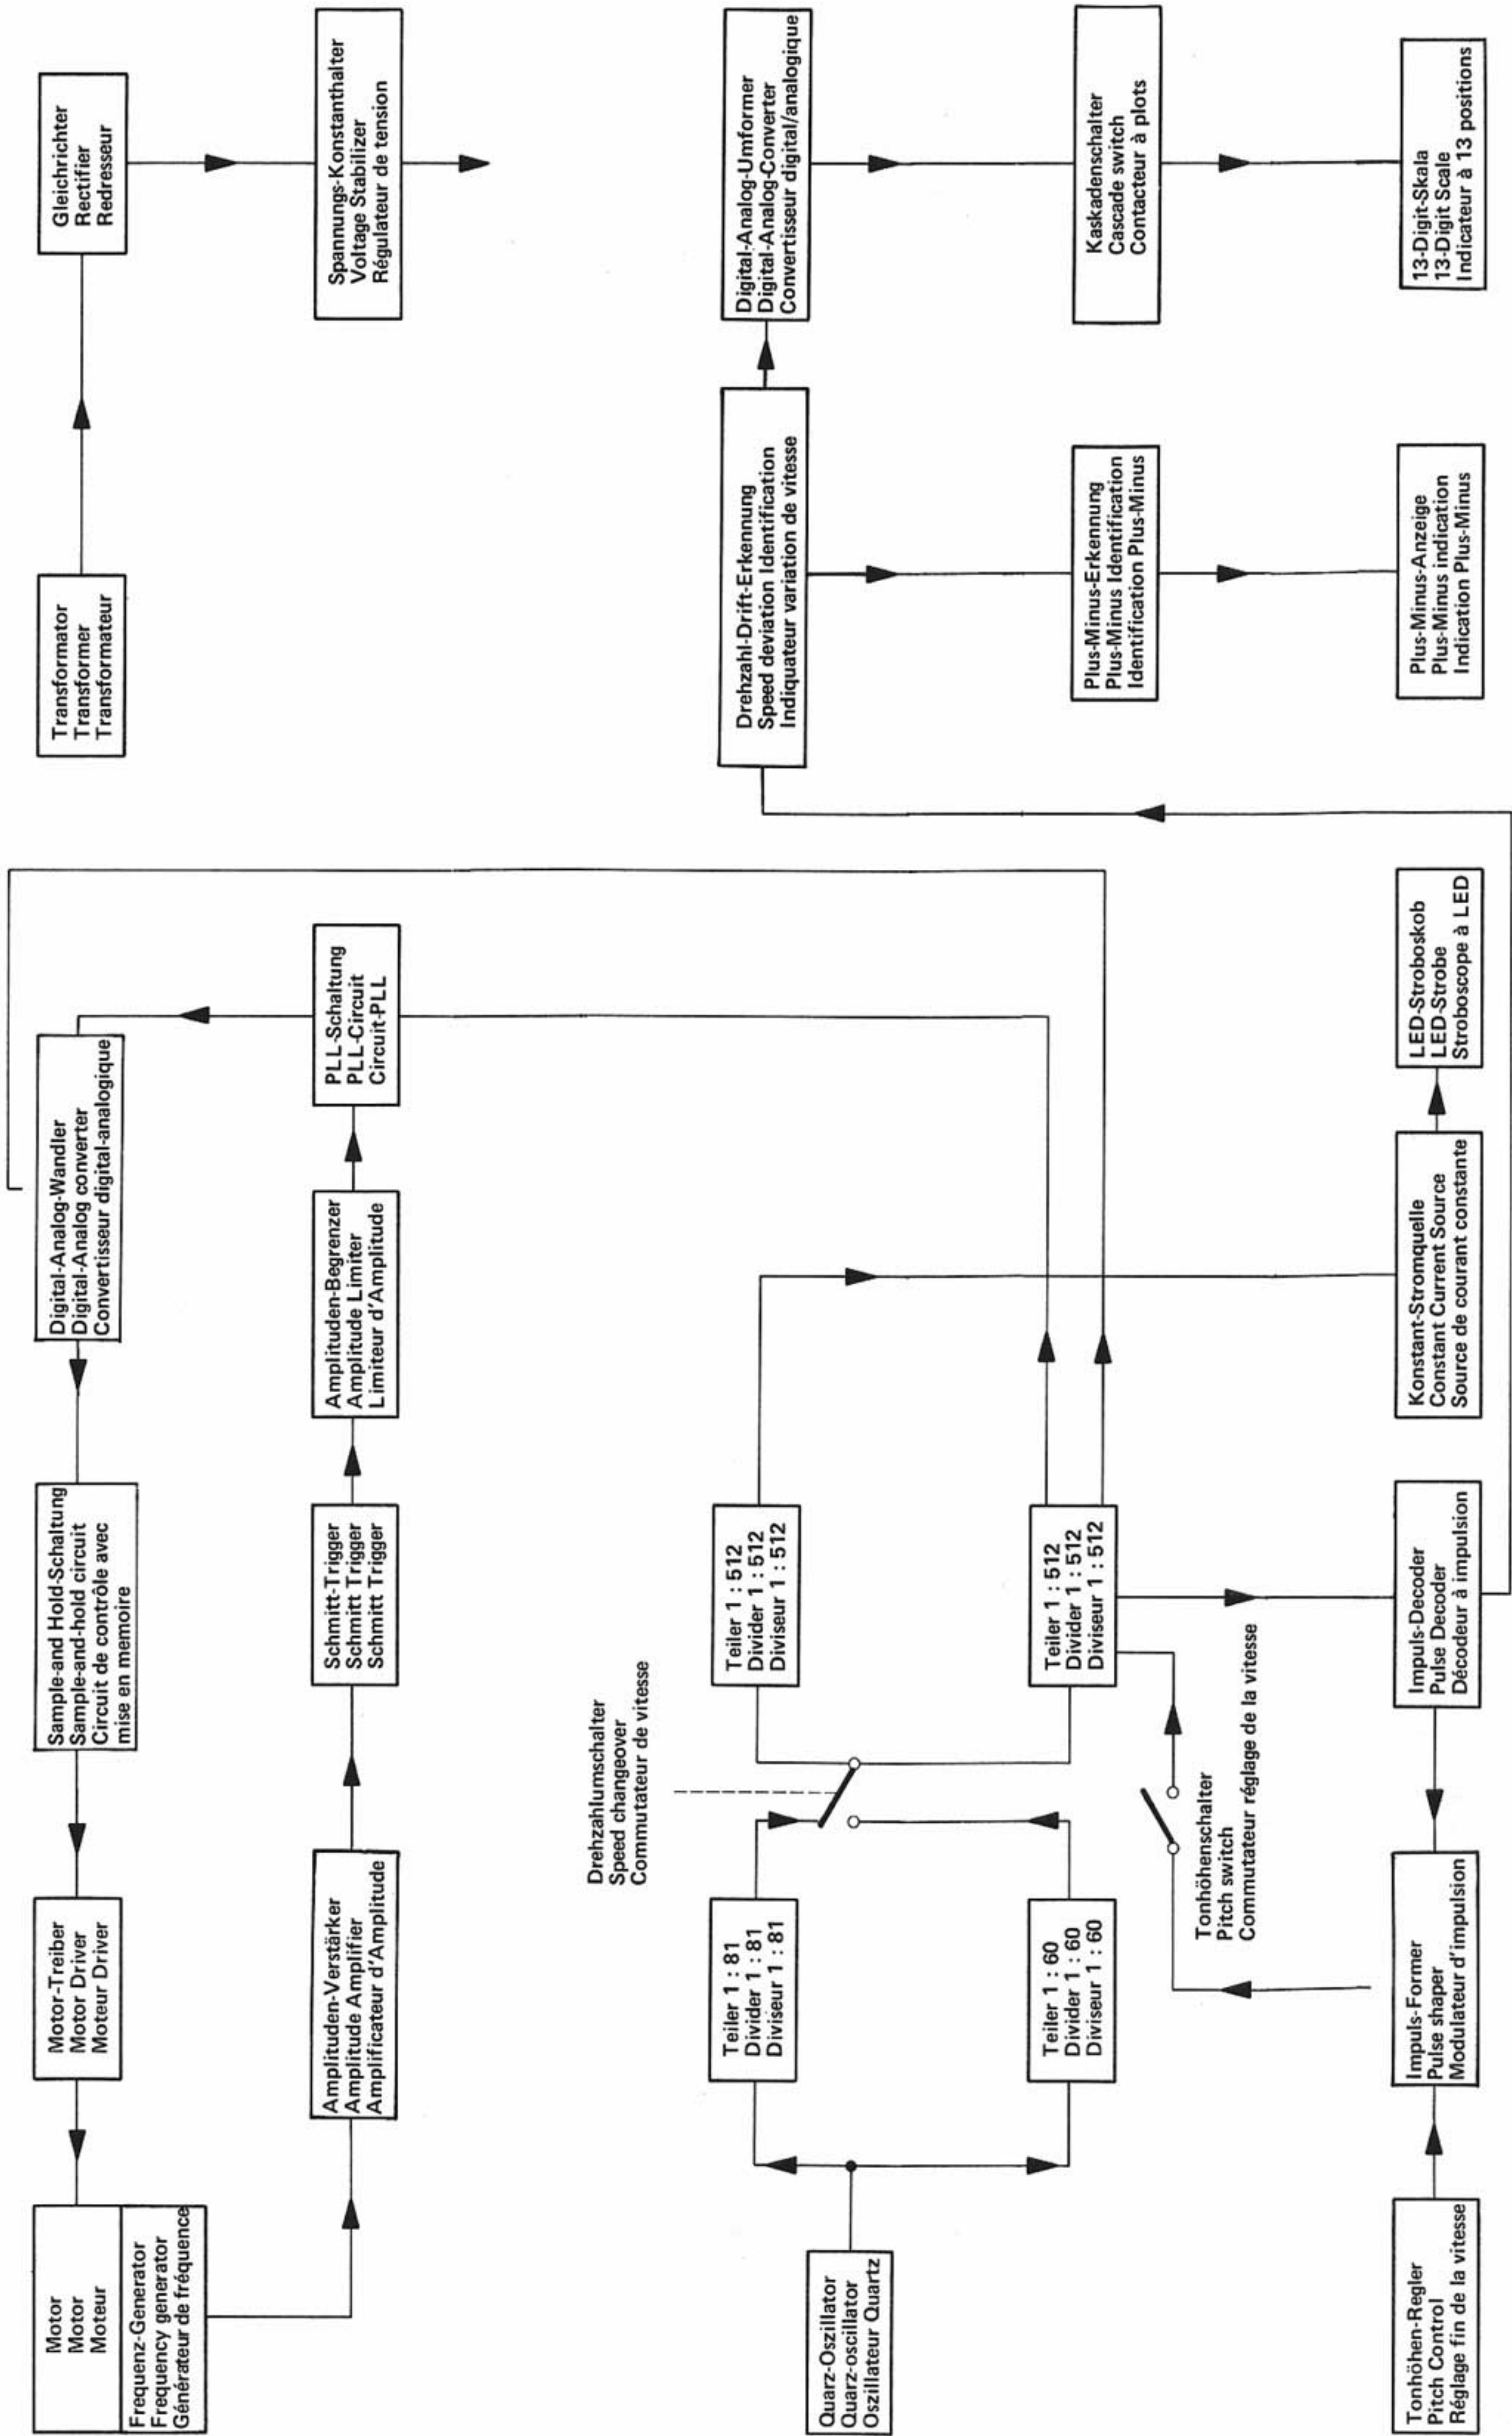 Motor
Motor
Moteur
Frequenz-Generator
Frequency generator
Générateur de fréquence
Motor-Treiber
Motor Driver
Moteur Driver
Sample-and Hold-Schaltung
Sample-and-hold circuit
Circuit de contrôle avec
mise en memoire
Digital-Analog-Wandler
Digital-Analog converter
Convertisseur digital-analogique
Transformator
Transformer
Transformateur
Gleichrichter
Rectifier
Redresseur
Amplituden-Verstärker
Amplitude Amplifier
Amplificateur d'Amplitude
Schmitt-Trigger
Schmitt Trigger
Schmitt Trigger
Amplituden-Begrenzer
Amplitude Limiter
Limiteur d'Amplitude
PLL-Schaltung
PLL-Circuit
Circuit-PLL
Spannungs-Konstanthalter
Voltage Stabilizer
Régulateur de tension
Drehzahlumschalter
Speed changeover
Commutateur de vitesse
Quarz-Oszillator
Quarz-oscillator
Oszillateur Quartz
Teiler 1 : 81
Divider 1 : 81
Diviseur 1 : 81
Teiler 1 : 512
Divider 1 : 512
Diviseur 1 : 512
Drehzahl-Drift-Erkennung
Speed deviation Identification
Indiquateur variation de vitesse
Digital-Analog-Umformer
Digital-Analog-Converter
Convertisseur digital/analogique
Teiler 1 : 60
Divider 1 : 60
Diviseur 1 : 60
Teiler 1 : 512
Divider 1 : 512
Diviseur 1 : 512
Plus-Minus-Erkennung
Plus-Minus Identification
Identification Plus-Minus
Kaskadenschalter
Cascade switch
Contacteur à plots
Tonhöhenschalter
Pitch switch
Commutateur réglage de la vitesse
Tonhöhen-Regler
Pitch Control
Réglage fin de la vitesse
Impuls-Former
Pulse shaper
Modulateur d'impulsion
Impuls-Decoder
Pulse Decoder
Décodeur à impulsion
Konstant-Stromquelle
Constant Current Source
Source de courant constante
LED-Stroboskob
LED-Strobe
Stroboscope à LED
Plus-Minus-Anzeige
Plus-Minus indication
Indication Plus-Minus
13-Digit-Skala
13-Digit Scale
Indicateur à 13 positions